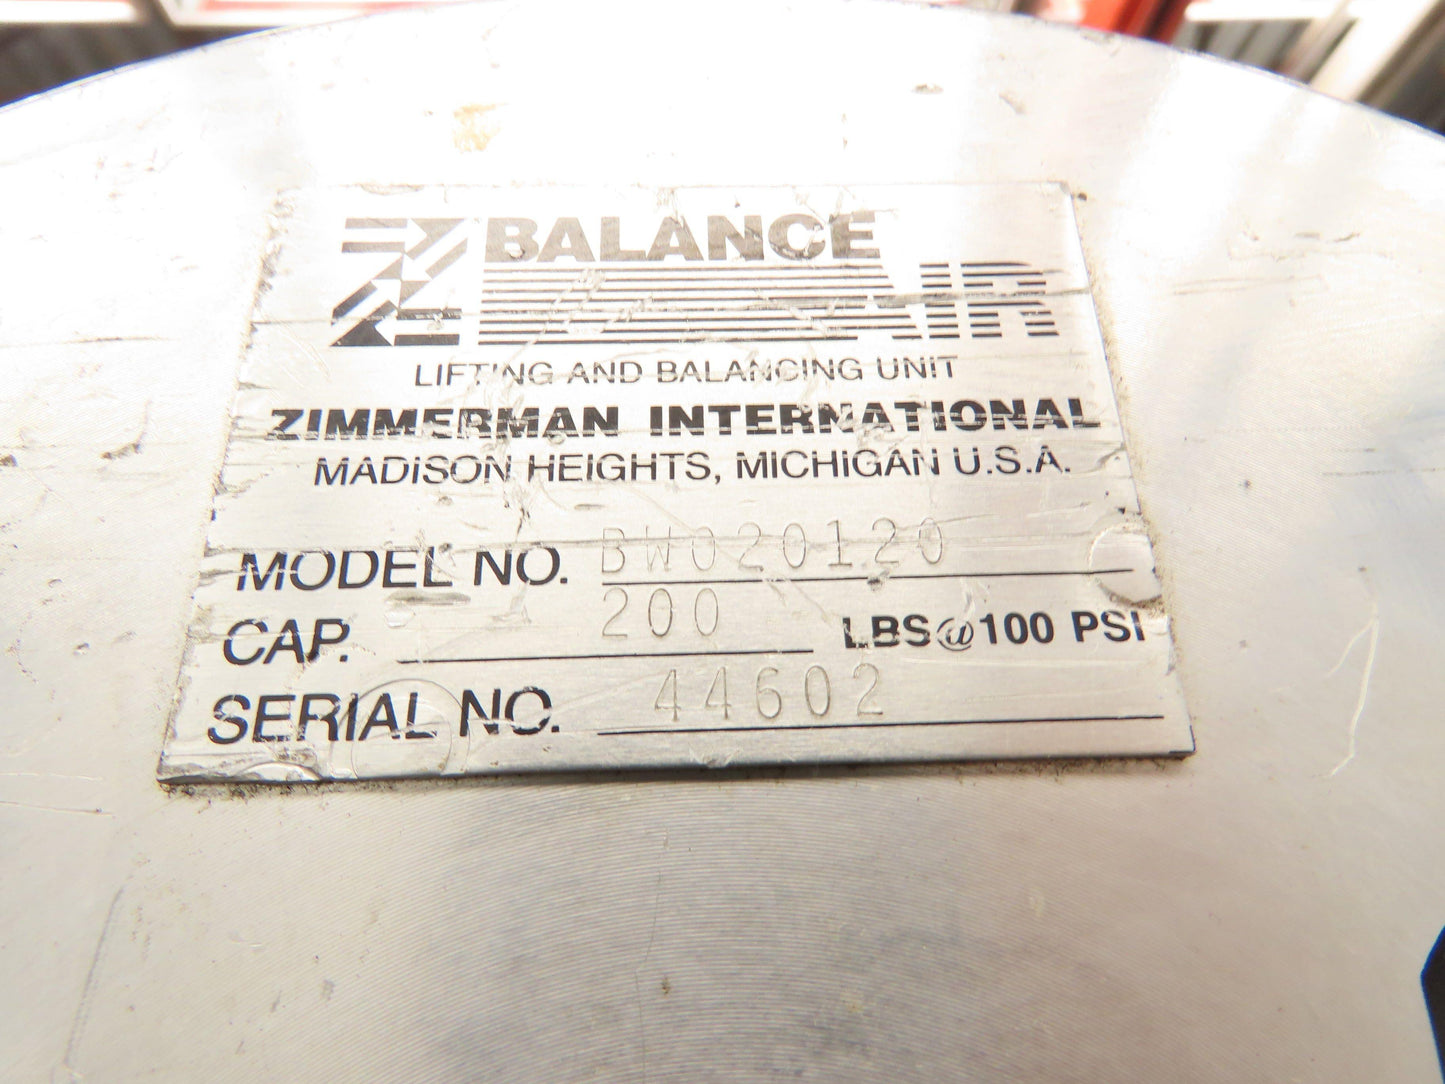 BALANCE
AIR
LIFTING AND BALANCING UNIT
ZIMMERMAN INTERNATIONAL
MADISON HEIGHTS, MICHIGAN U.S.A.
MODEL NO. BW020120
CAP. 200 LBS@100 PSI
SERIAL NO. 44602